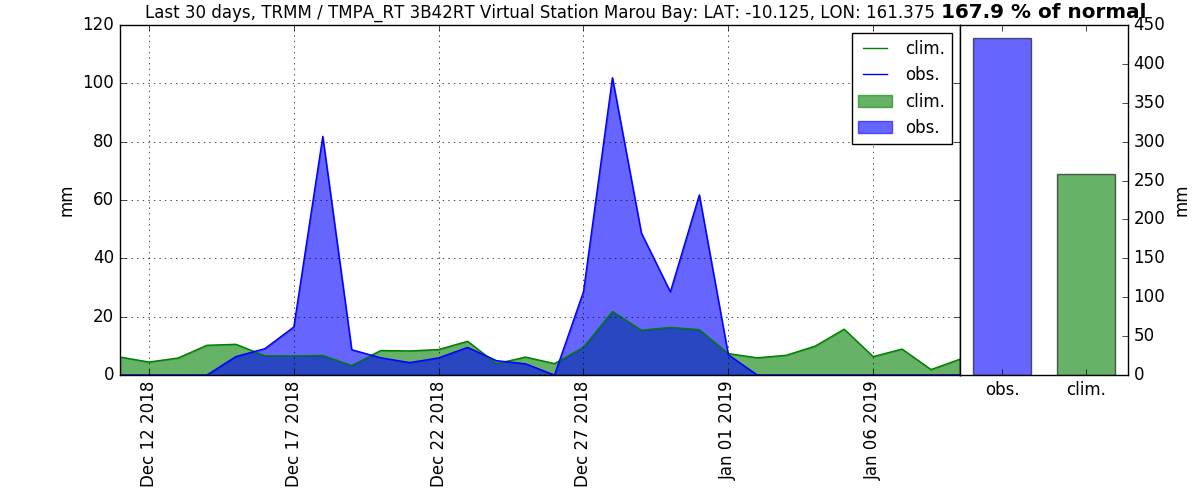 Last 30 days, TRMM / TMPA_RT 3B42RT Virtual Station Marou Bay: LAT: -10.125, LON: 161.375 167.9 % of normal
120
100
80
60
40
20
0
mm
clim.
obs.
clim.
obs.
Dec 12 2018
Dec 17 2018
Dec 22 2018
Dec 27 2018
Jan 01 2019
Jan 06 2019
450
400
350
300
250
200
150
100
50
0
mm
obs.
clim.